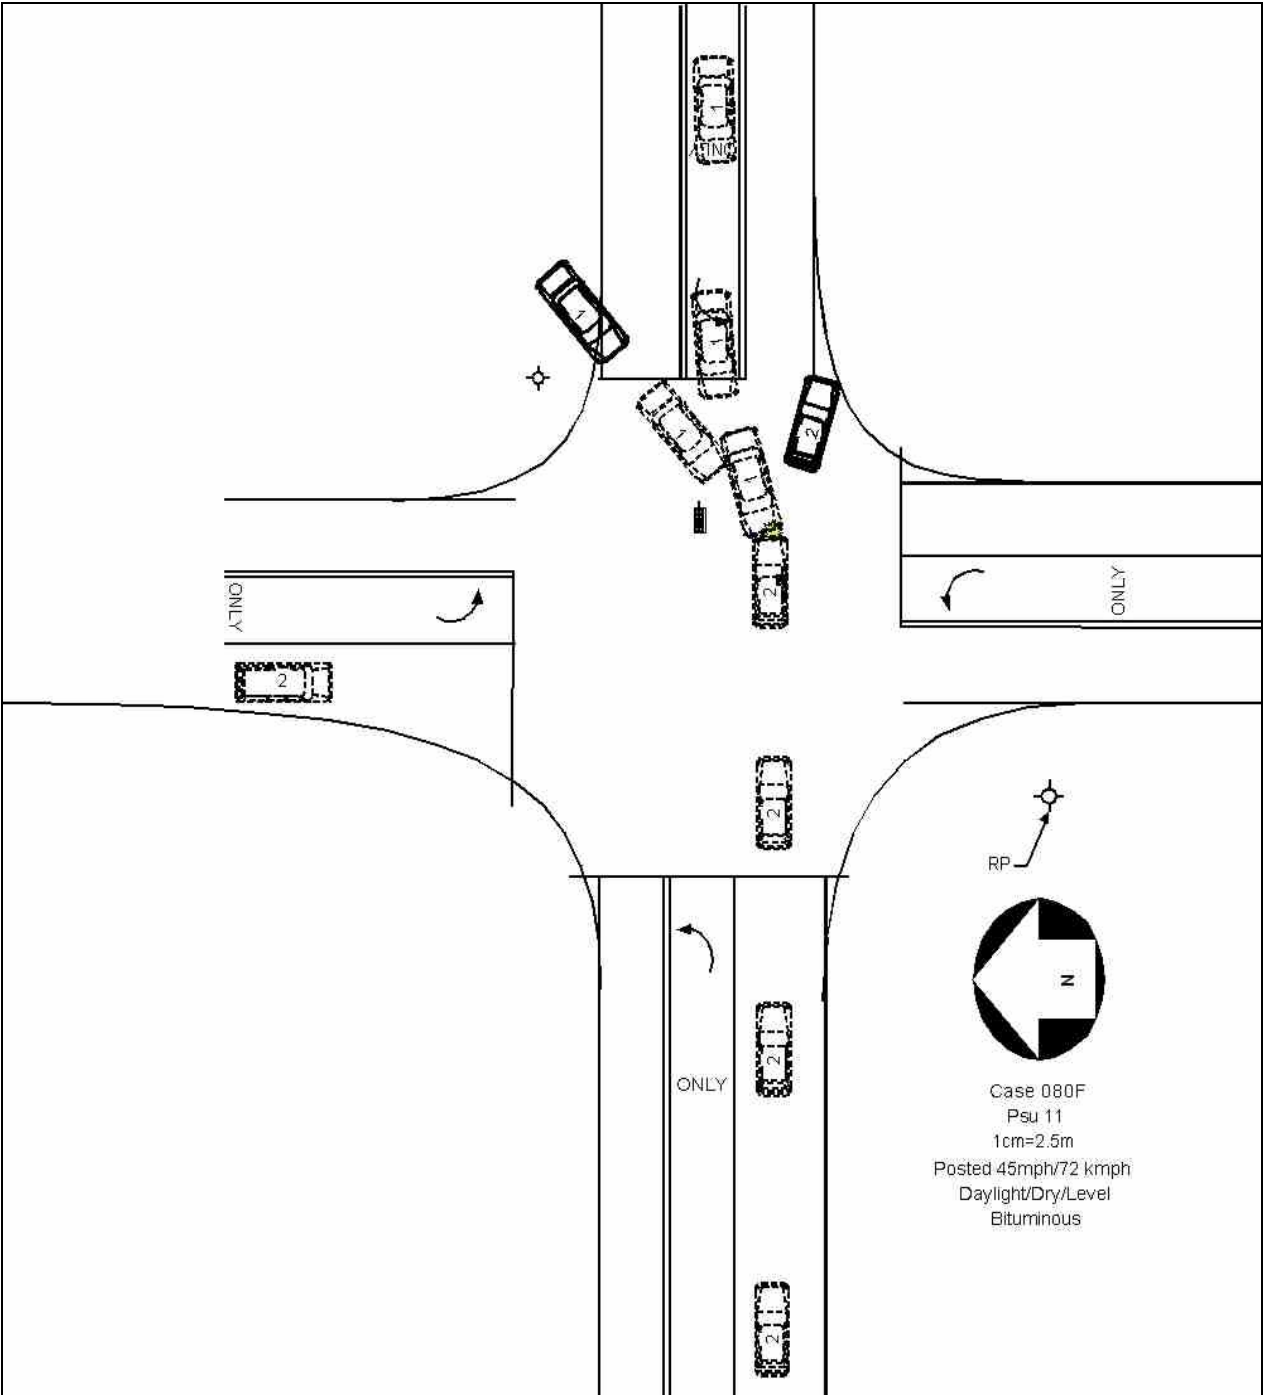 1
1
1
1
1
2
2
ONLY
ONLY
2
2
RP
N
2
ONLY
Case 080F
Psu 11
1cm=2.5m
Posted 45mph/72 kmph
Daylight/Dry/Level
Bituminous
2